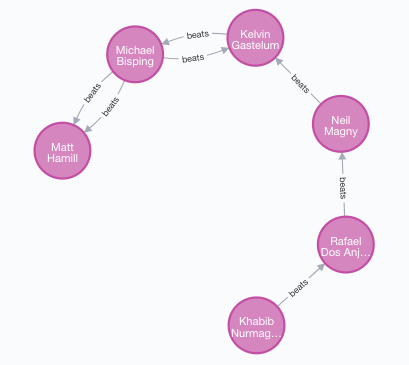 Kelvin
Gastelum
beats
Michael
Bisping
beats
beats
beats
beats
Neil
Magny
Matt
Hamill
beats
Rafael
Dos Anj…
beats
Khabib
Nurmag…